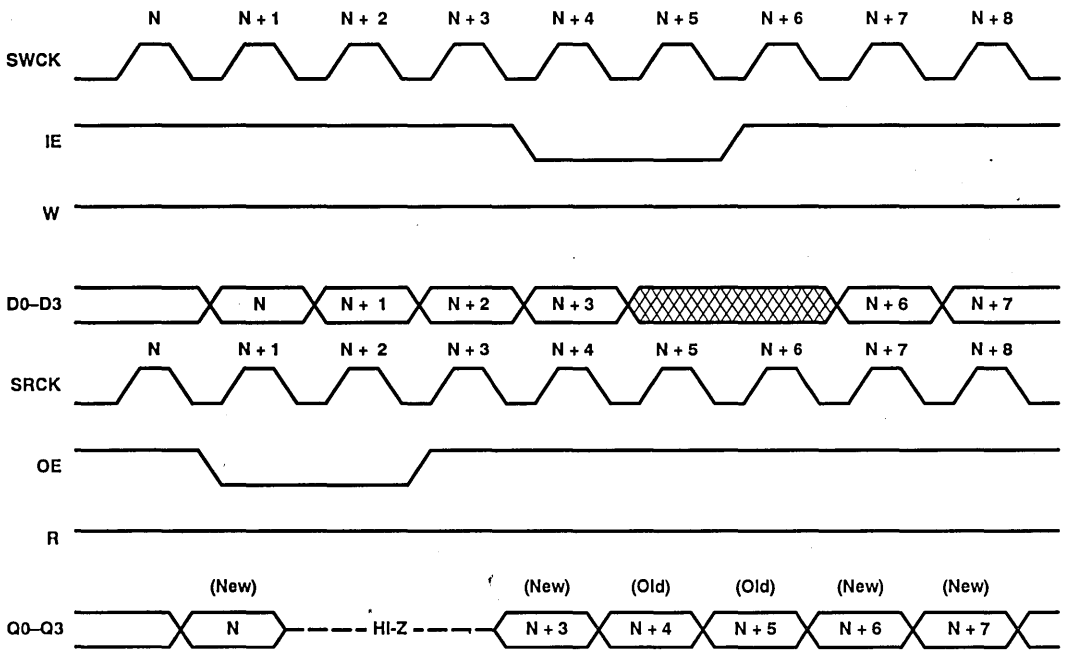 N N + 1 N + 2 N + 3 N + 4 N + 5 N + 6 N + 7 N + 8
SWCK
IE
W
D0–D3 N N + 1 N + 2 N + 3 N + 6 N + 7
N N + 1 N + 2 N + 3 N + 4 N + 5 N + 6 N + 7 N + 8
SRCK
OE
R
(New) (New) (Old) (Old) (New) (New)
Q0–Q3 N HI-Z N + 3 N + 4 N + 5 N + 6 N + 7